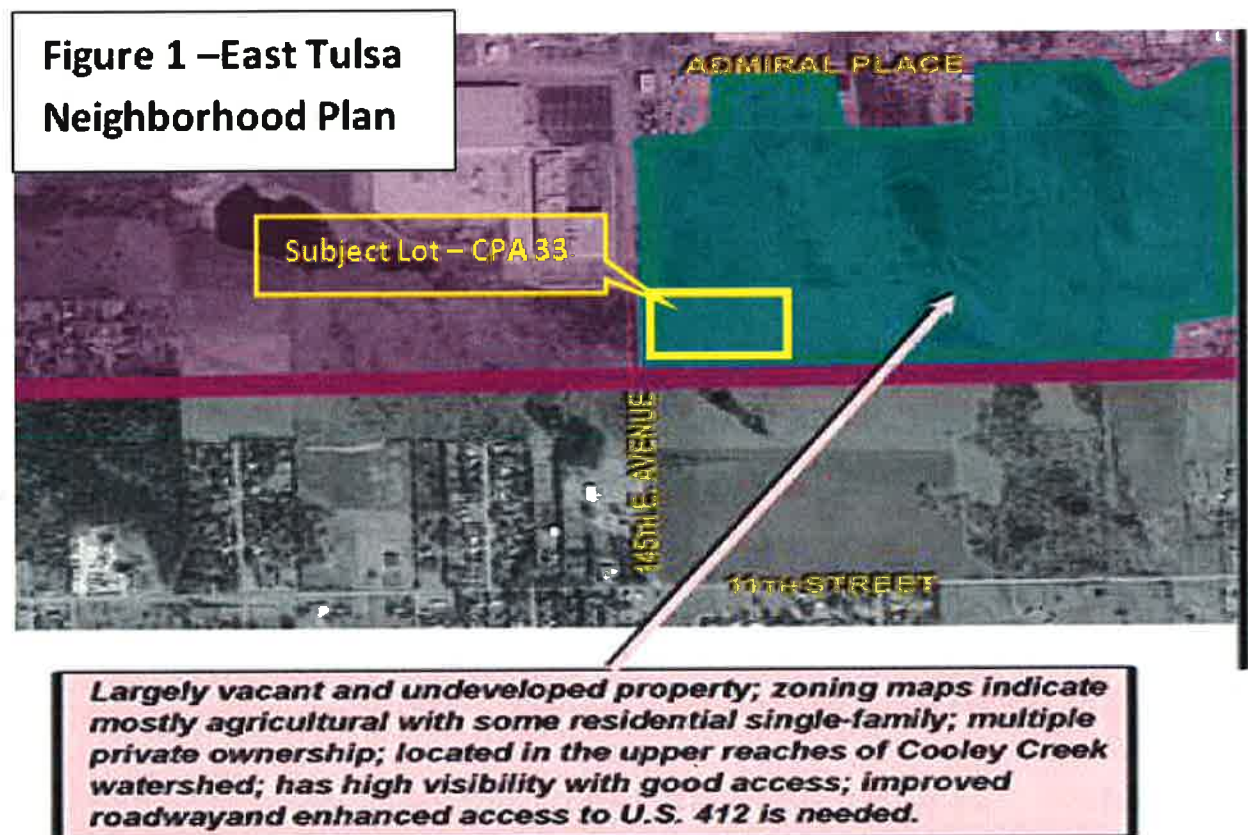 Figure 1 –East Tulsa
Neighborhood Plan
ADMIRAL PLACE
Subject Lot – CPA 33
145TH E. AVENUE
11TH STREET
Largely vacant and undeveloped property; zoning maps indicate
mostly agricultural with some residential single-family; multiple
private ownership; located in the upper reaches of Cooley Creek
watershed; has high visibility with good access; improved
roadwayand enhanced access to U.S. 412 is needed.